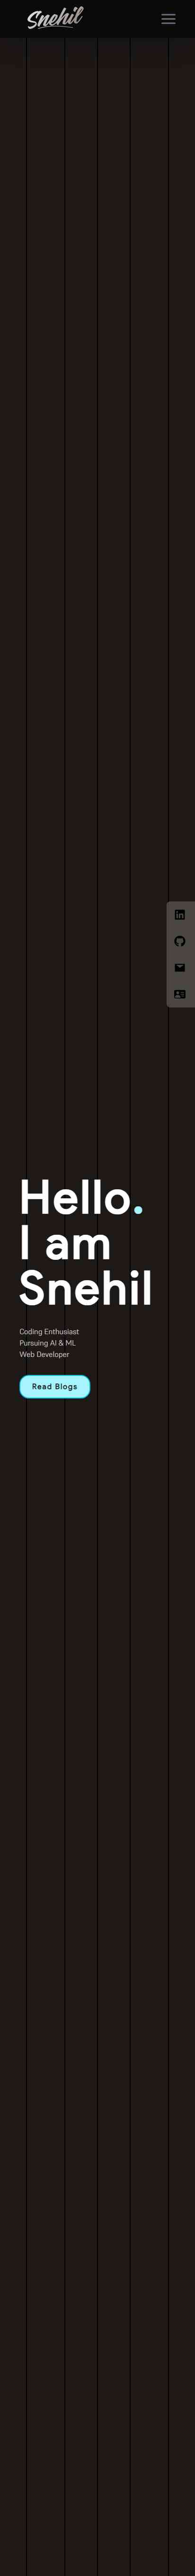 Snehil
Hello.
I am
Snehil
Coding Enthusiast
Pursuing AI & ML
Web Developer
Read Blogs